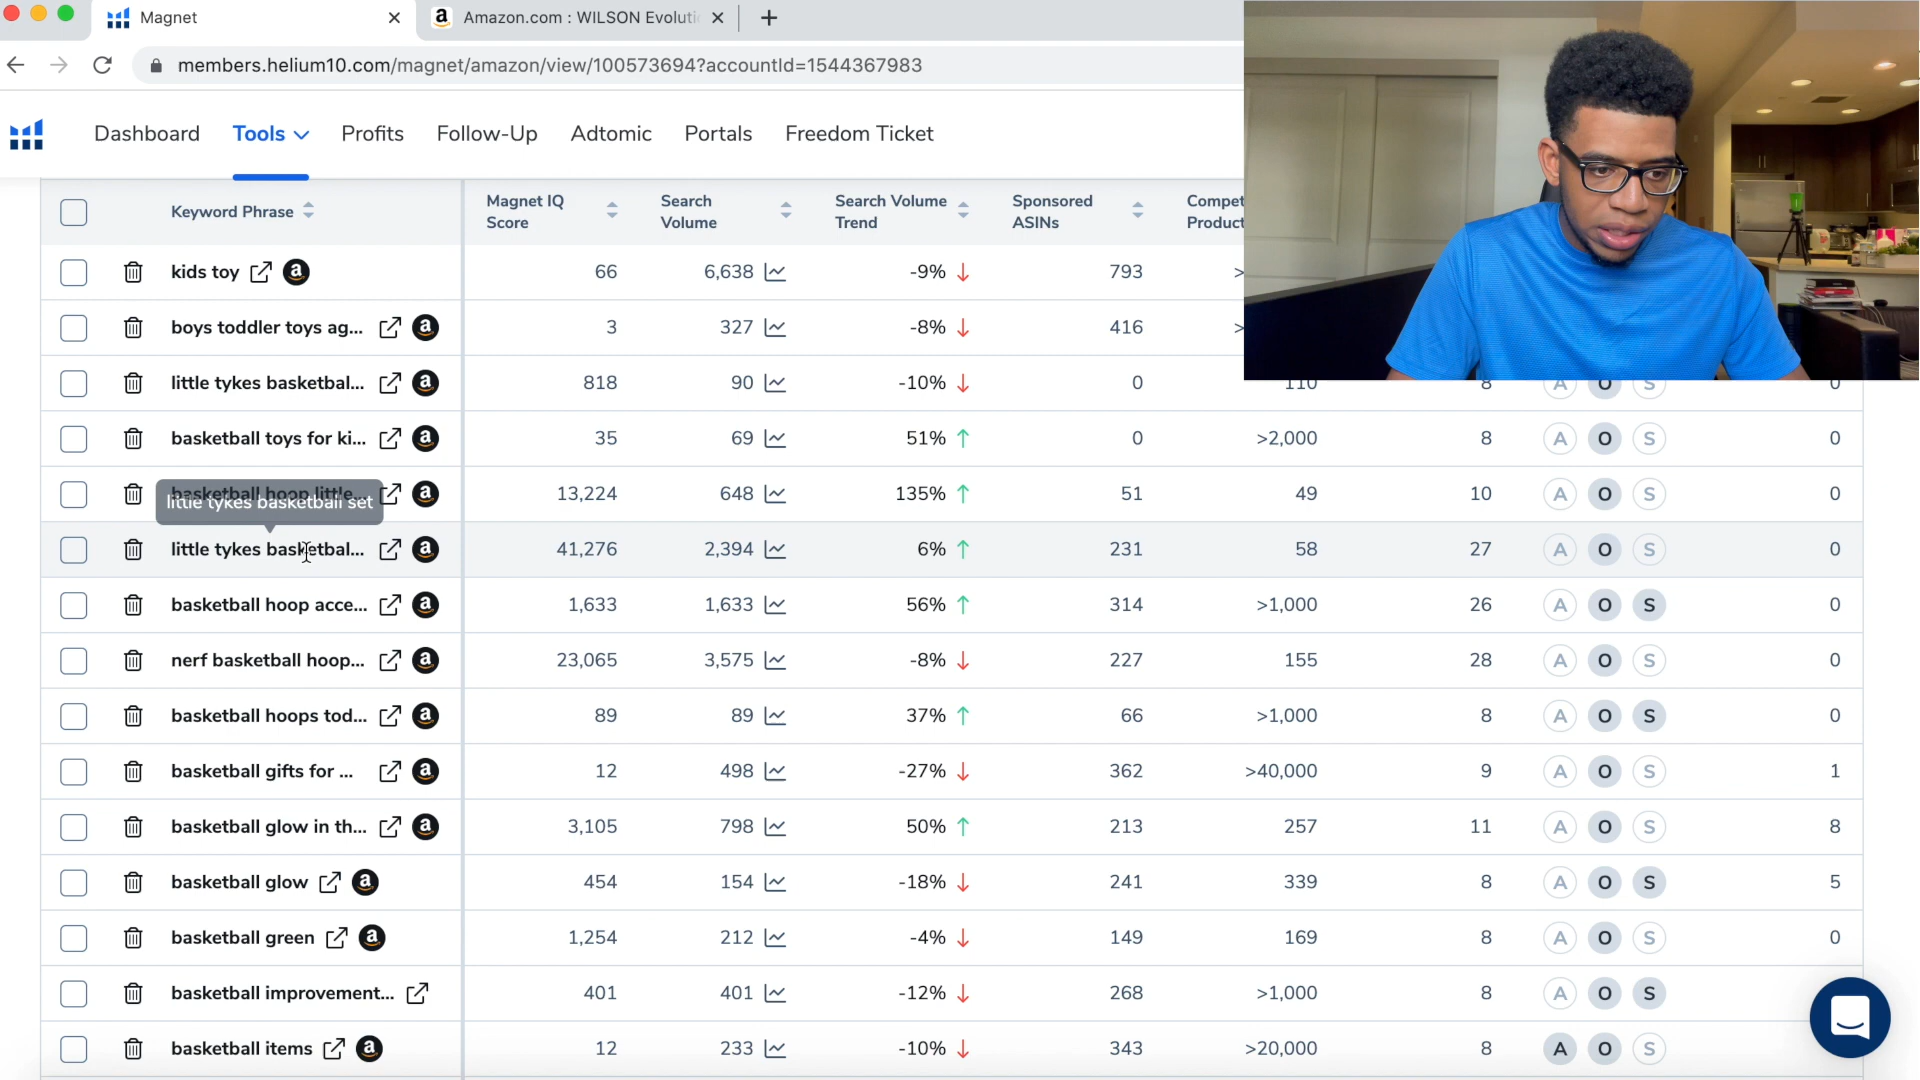 Magnet
Amazon.com : WILSON Evoluti
members.helium10.com/magnet/amazon/view/100573694?accountId=1544367983
Dashboard Tools Profits Follow-Up Adtomic Portals Freedom Ticket
Keyword Phrase Magnet IQ Score Search Volume Search Volume Trend Sponsored ASINs Compet Product
kids toy 66 6,638 -9% 793 >
boys toddler toys ag... 3 327 -8% 416 >
little tykes basketbal... 818 90 -10% 0 110 8 A O S 0
basketball toys for ki... 35 69 51% 0 >2,000 8 A O S 0
basketball hoop little... 13,224 648 135% 51 49 10 A O S 0
little tykes basketball set
little tykes basketbal... 41,276 2,394 6% 231 58 27 A O S 0
basketball hoop acce... 1,633 1,633 56% 314 >1,000 26 A O S 0
nerf basketball hoop... 23,065 3,575 -8% 227 155 28 A O S 0
basketball hoops tod... 89 89 37% 66 >1,000 8 A O S 0
basketball gifts for ... 12 498 -27% 362 >40,000 9 A O S 1
basketball glow in th... 3,105 798 50% 213 257 11 A O S 8
basketball glow 454 154 -18% 241 339 8 A O S 5
basketball green 1,254 212 -4% 149 169 8 A O S 0
basketball improvement... 401 401 -12% 268 >1,000 8 A O S
basketball items 12 233 -10% 343 >20,000 8 A O S